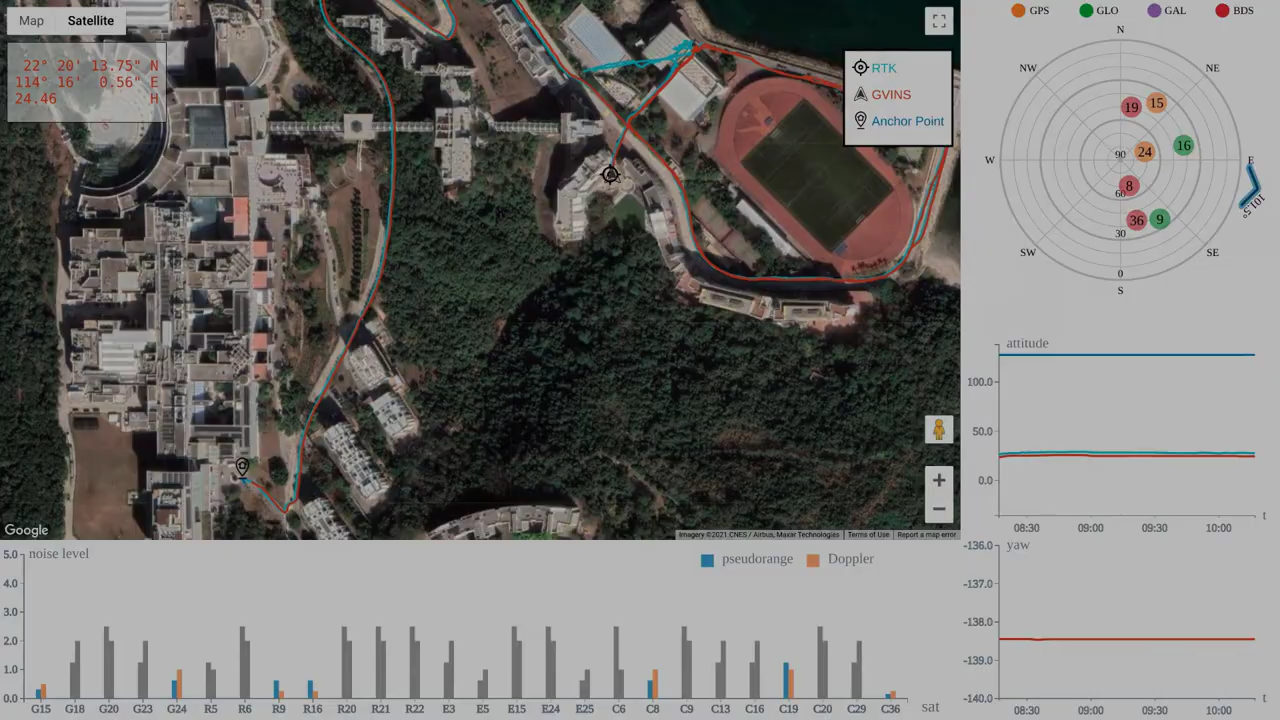 Map Satellite
22° 20' 13.75" N
114° 16' 0.56" E
24.46 H
RTK
GVINS
Anchor Point
Google
Imagery ©2021 CNES / Airbus, Maxar Technologies Terms of Use Report a map error
GPS GLO GAL BDS
N
NW NE
19 15
16
W 90 24 E
8
60
101.5°
36 9
30
SW SE
0
S
attitude
100.0
50.0
0.0
t
08:30 09:00 09:30 10:00
-136.0 yaw
-137.0
-138.0
-139.0
-140.0 t
08:30 09:00 09:30 10:00
5.0 noise level
pseudorange Doppler
4.0
3.0
2.0
1.0
0.0
G15 G18 G20 G23 G24 R5 R6 R9 R16 R20 R21 R22 E3 E5 E15 E24 E25 C6 C8 C9 C13 C16 C19 C20 C29 C36 sat